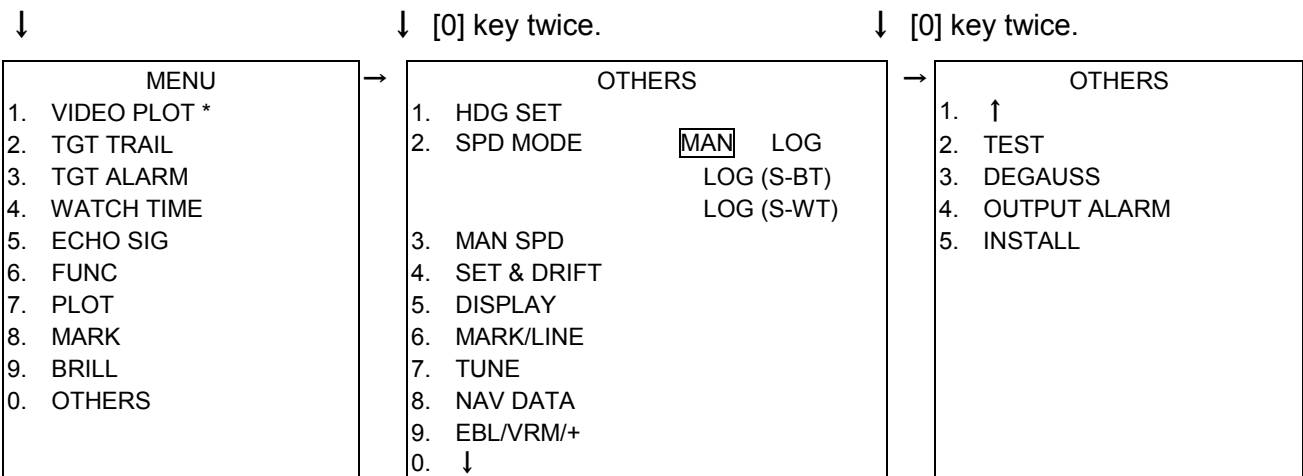 ↓ ↓ [0] key twice. ↓ [0] key twice.
MENU
1. VIDEO PLOT *
2. TGT TRAIL
3. TGT ALARM
4. WATCH TIME
5. ECHO SIG
6. FUNC
7. PLOT
8. MARK
9. BRILL
0. OTHERS
→
OTHERS
1. HDG SET
2. SPD MODE MAN LOG
LOG (S-BT)
LOG (S-WT)
3. MAN SPD
4. SET & DRIFT
5. DISPLAY
6. MARK/LINE
7. TUNE
8. NAV DATA
9. EBL/VRM/+
0. ↓
→
OTHERS
1. ↑
2. TEST
3. DEGAUSS
4. OUTPUT ALARM
5. INSTALL